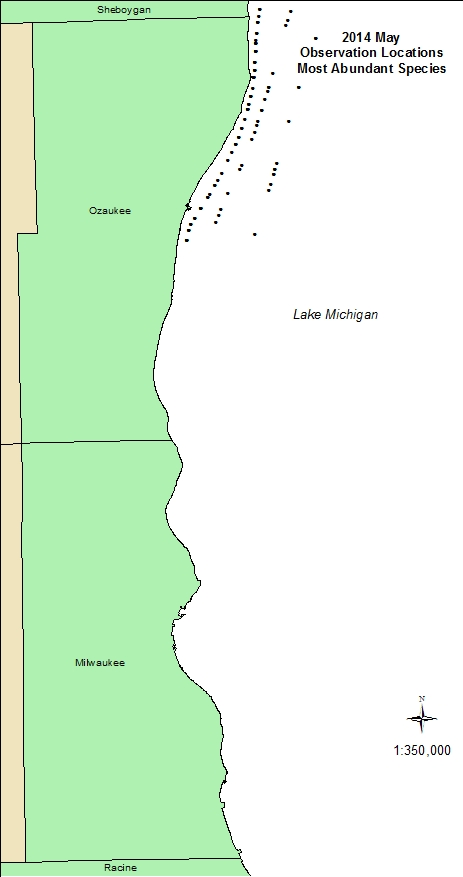 Sheboygan
2014 May
Observation Locations
Most Abundant Species
Ozaukee
Lake Michigan
Milwaukee
N
1:350,000
Racine